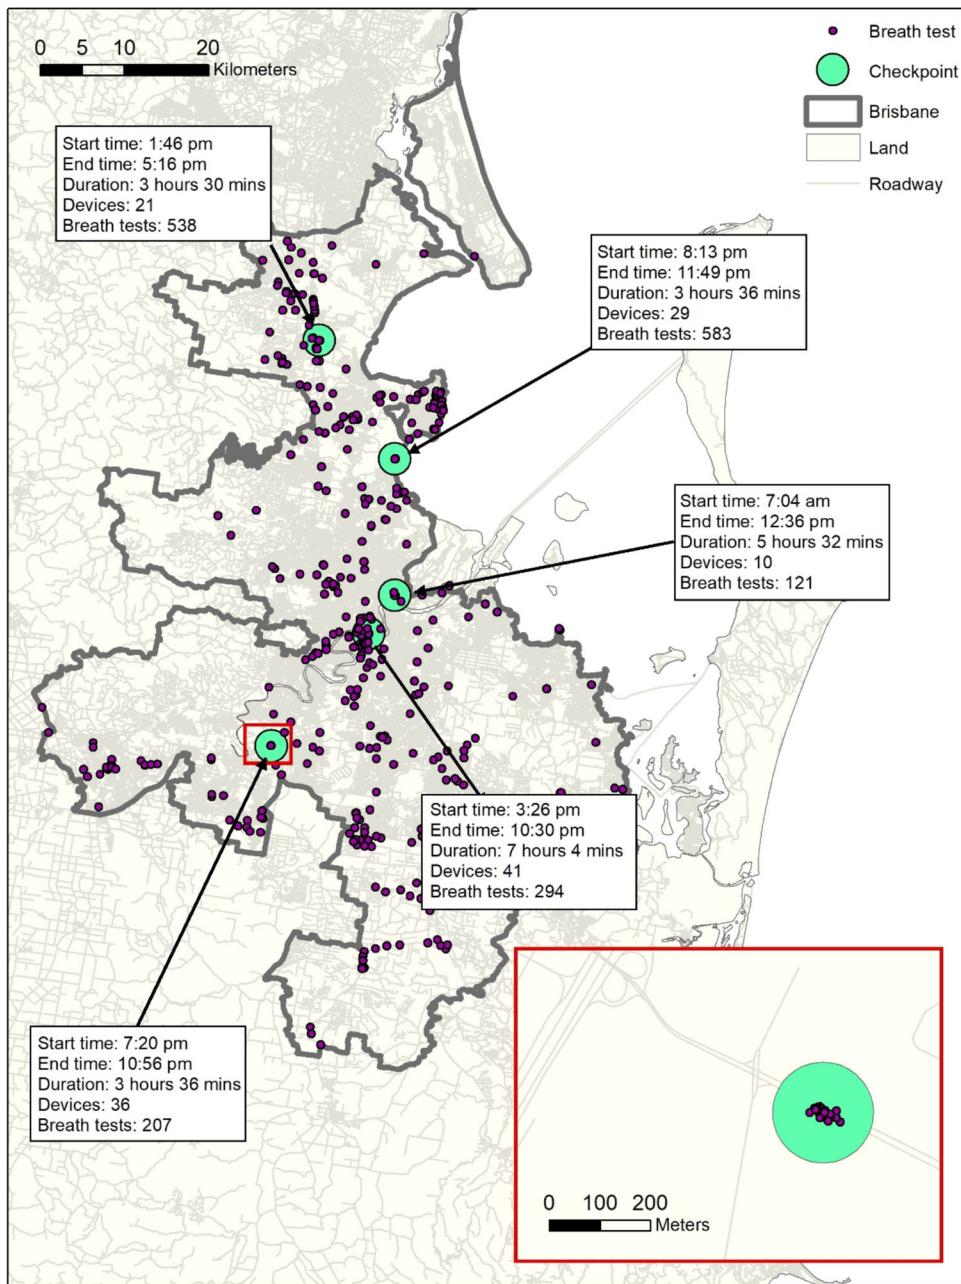 0 5 10 20
Kilometers
Breath test
Checkpoint
Brisbane
Land
Roadway
Start time: 1:46 pm
End time: 5:16 pm
Duration: 3 hours 30 mins
Devices: 21
Breath tests: 538
Start time: 8:13 pm
End time: 11:49 pm
Duration: 3 hours 36 mins
Devices: 29
Breath tests: 583
Start time: 7:04 am
End time: 12:36 pm
Duration: 5 hours 32 mins
Devices: 10
Breath tests: 121
Start time: 3:26 pm
End time: 10:30 pm
Duration: 7 hours 4 mins
Devices: 41
Breath tests: 294
Start time: 7:20 pm
End time: 10:56 pm
Duration: 3 hours 36 mins
Devices: 36
Breath tests: 207
0 100 200
Meters